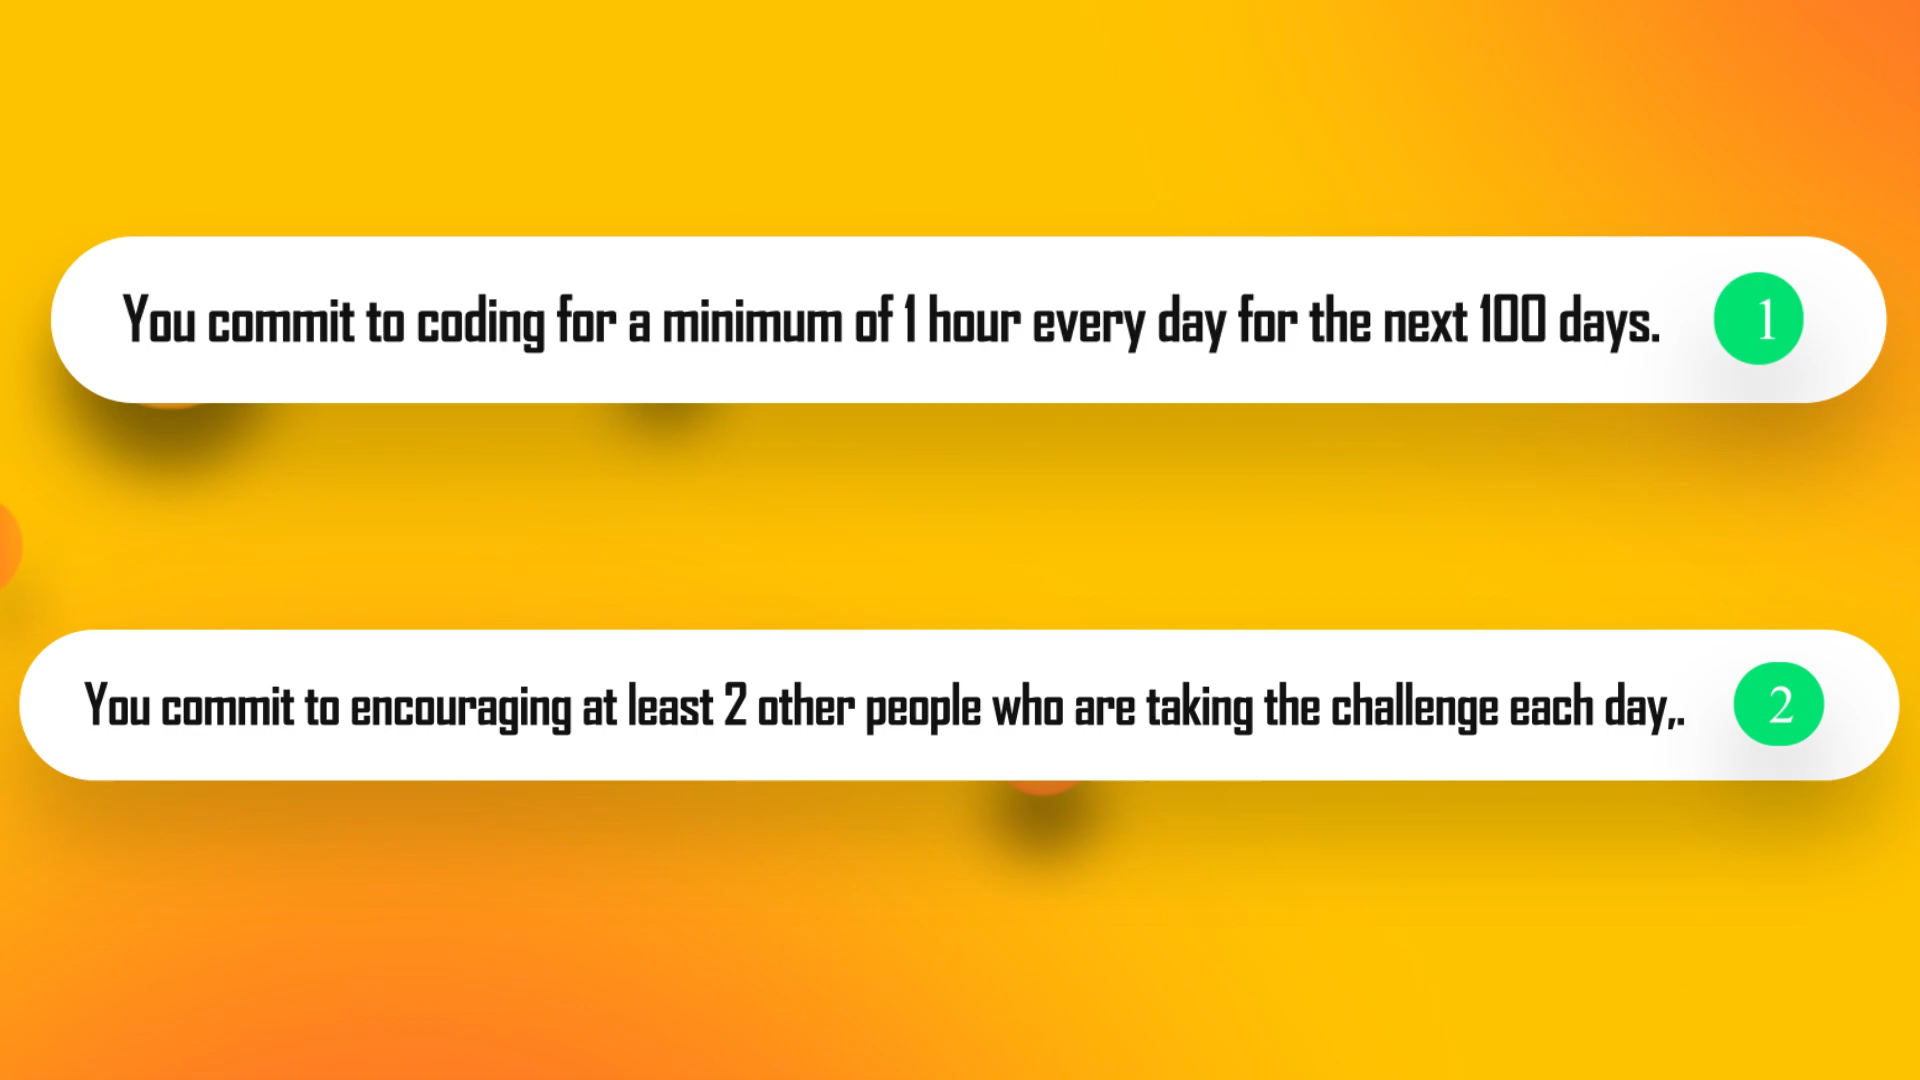 You commit to coding for a minimum of 1 hour every day for the next 100 days. 1
You commit to encouraging at least 2 other people who are taking the challenge each day,. 2